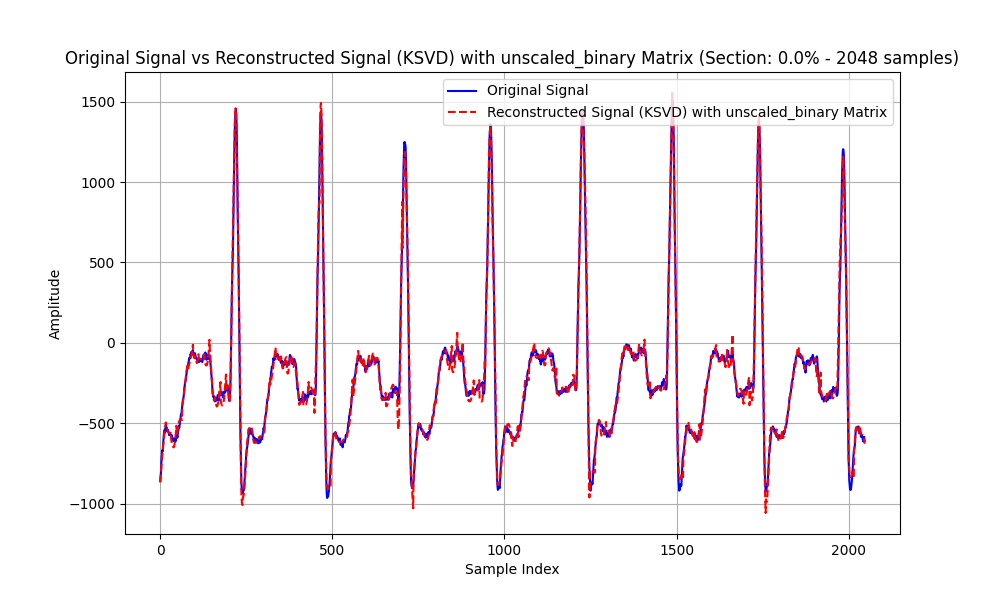 Original Signal vs Reconstructed Signal (KSVD) with unscaled_binary Matrix (Section: 0.0% - 2048 samples)
Original Signal
Reconstructed Signal (KSVD) with unscaled_binary Matrix
1500
1000
500
0
−500
−1000
Amplitude
0 500 1000 1500 2000
Sample Index